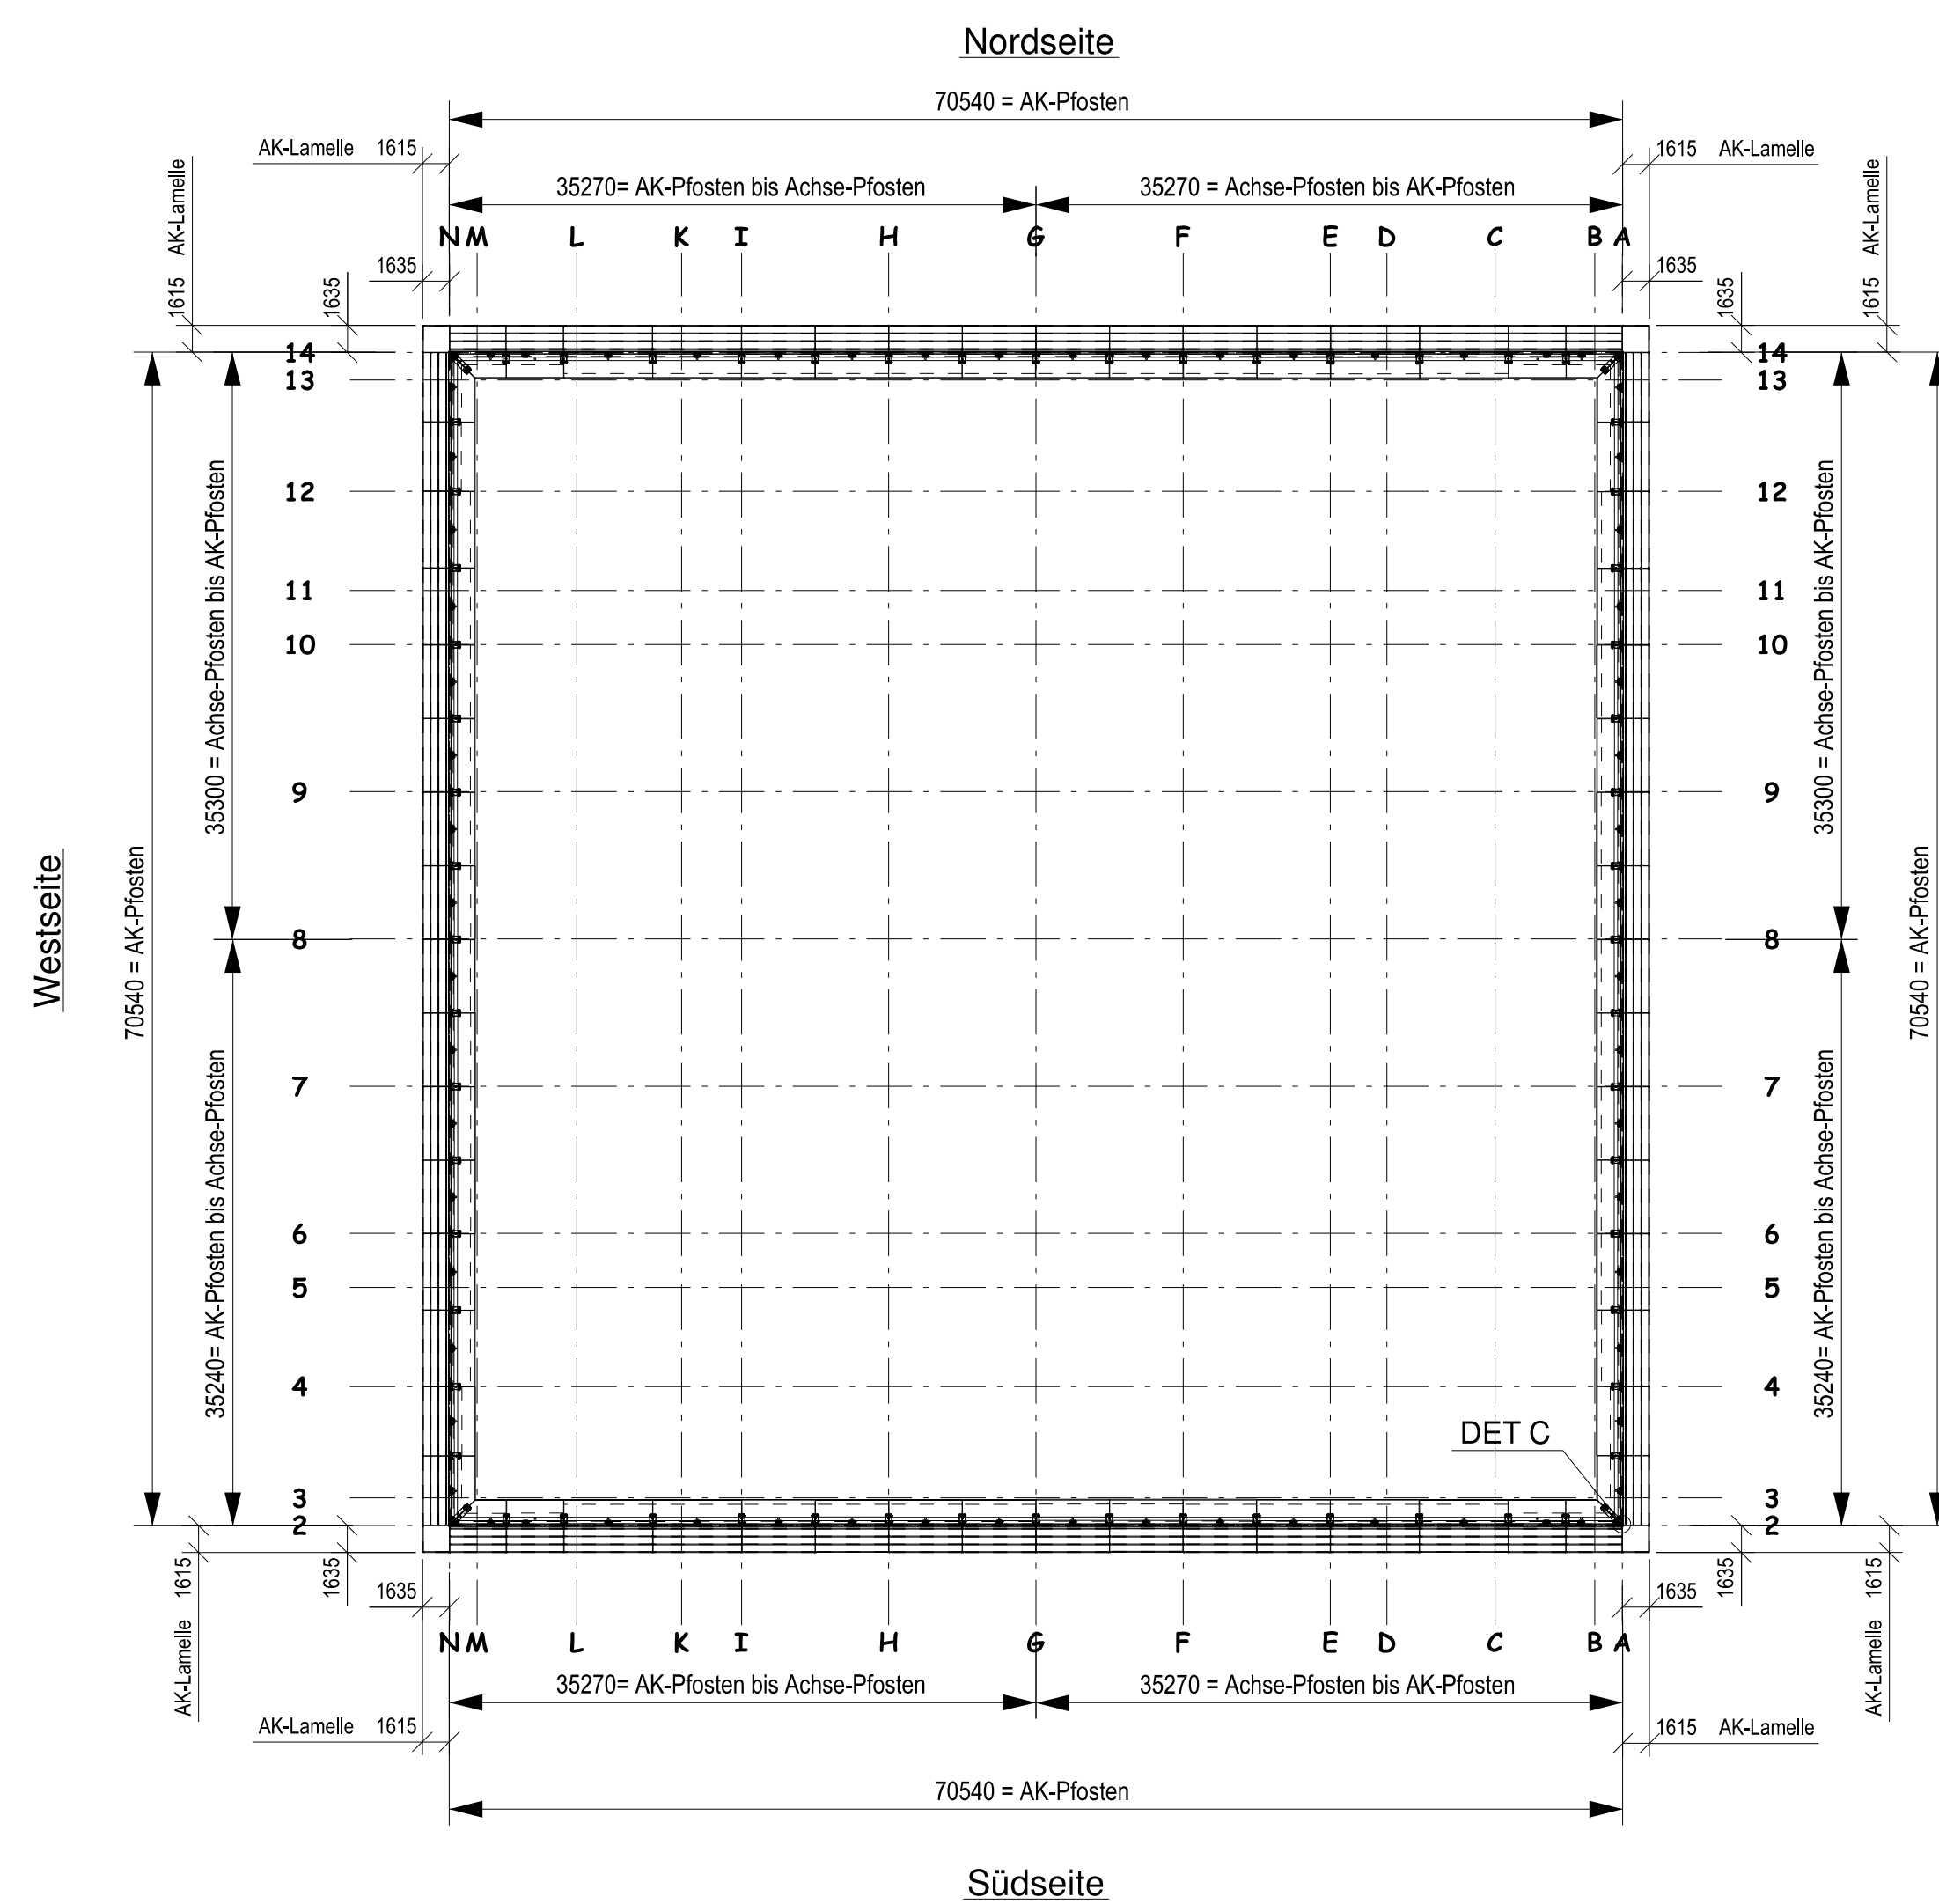 Nordseite
70540 = AK-Pfosten
AK-Lamelle 1615
1615 AK-Lamelle
35270= AK-Pfosten bis Achse-Pfosten
35270 = Achse-Pfosten bis AK-Pfosten
1615 AK-Lamelle
1615 AK-Lamelle
N M L K I H G F E D C B A
1635
1635
1635
1635
14
14
13
13
12
12
11
11
10
10
9
9
8
8
7
7
6
6
5
5
4
4
3
3
2
2
35300 = Achse-Pfosten bis AK-Pfosten
35300 = Achse-Pfosten bis AK-Pfosten
Westseite
70540 = AK-Pfosten
70540 = AK-Pfosten
35240= AK-Pfosten bis Achse-Pfosten
35240= AK-Pfosten bis Achse-Pfosten
DET C
AK-Lamelle 1615
1635
1635
AK-Lamelle 1615
1635
1635
N M L K I H G F E D C B A
35270= AK-Pfosten bis Achse-Pfosten
35270 = Achse-Pfosten bis AK-Pfosten
AK-Lamelle 1615
1615 AK-Lamelle
70540 = AK-Pfosten
Südseite